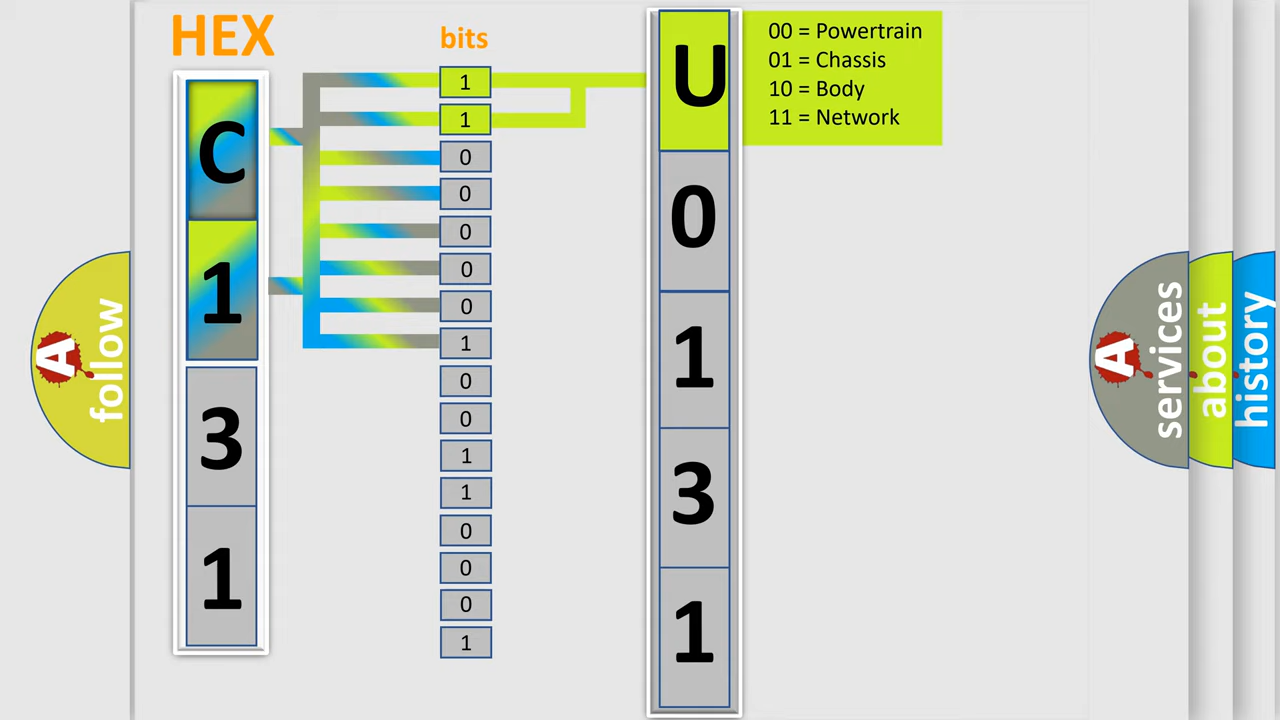 HEX
C
1
3
1
bits
1
1
0
0
0
0
0
1
0
0
1
1
0
0
0
1
U
0
1
3
1
00 = Powertrain
01 = Chassis
10 = Body
11 = Network
A
follow
A
services
about
history